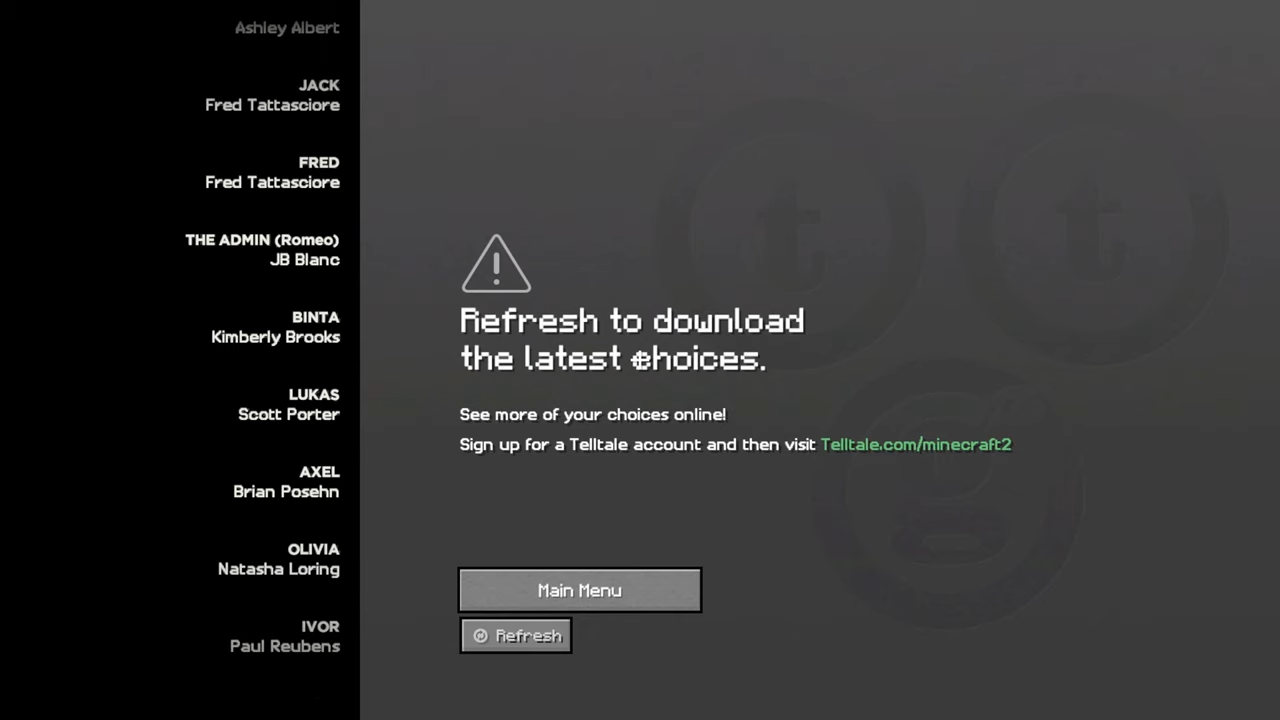 Ashley Albert
JACK
Fred Tattasciore
FRED
Fred Tattasciore
THE ADMIN (Romeo)
JB Blanc
BINTA
Kimberly Brooks
LUKAS
Scott Porter
AXEL
Brian Posehn
OLIVIA
Natasha Loring
IVOR
Paul Reubens
Refresh to download
the latest choices.
See more of your choices online!
Sign up for a Telltale account and then visit Telltale.com/minecraft2
Main Menu
Refresh